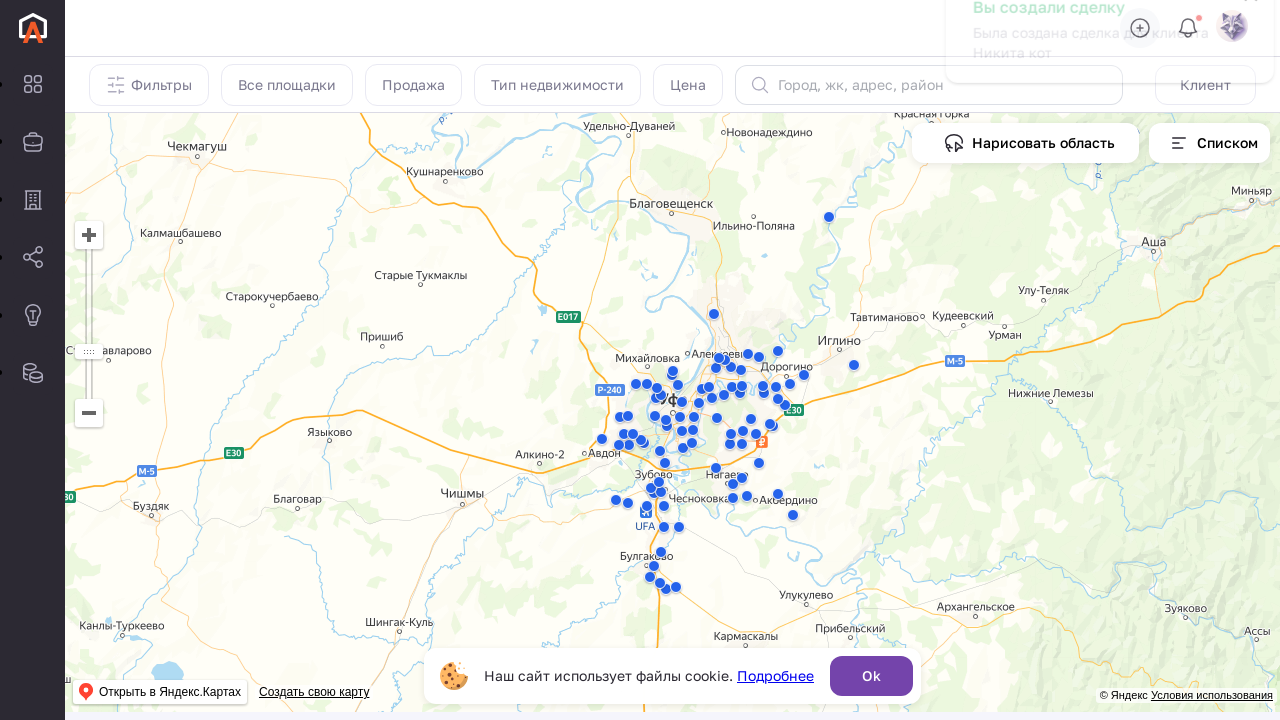 Вы создали сделку
Была создана сделка для клиента
Никита кот
Фильтры
Все площадки
Продажа
Тип недвижимости
Цена
Город, жк, адрес, район
Клиент
Нарисовать область
Списком
Красная Горка
Удельно-Дуваней
Новонадеждино
Чекмагуш
Кушнаренково
Миньяр
Благовещенск
Ильино-Поляна
Калмашбашево
Аша
Старые Тукмаклы
Старокучербаево
Улу-Теляк
E017
Тавтиманово
Кудеевский
Урман
Пришиб
Иглино
Михайловка
Дорогино
М-5
Р-240
Нижние Лемезы
E30
Языково
Алкино-2
Авдон
E30
М-5
Зубово
Нагаево
Чишмы
Благовар
Чесноковка
Акбердино
Буздяк
UFA
Булгаково
Улукулево
Архангельское
Зуяково
Канлы-Туркеево
Шингак-Куль
Прибельский
Кармаскалы
Ассы
Наш сайт использует файлы cookie. Подробнее
Ok
Открыть в Яндекс.Картах
Создать свою карту
© Яндекс Условия использования